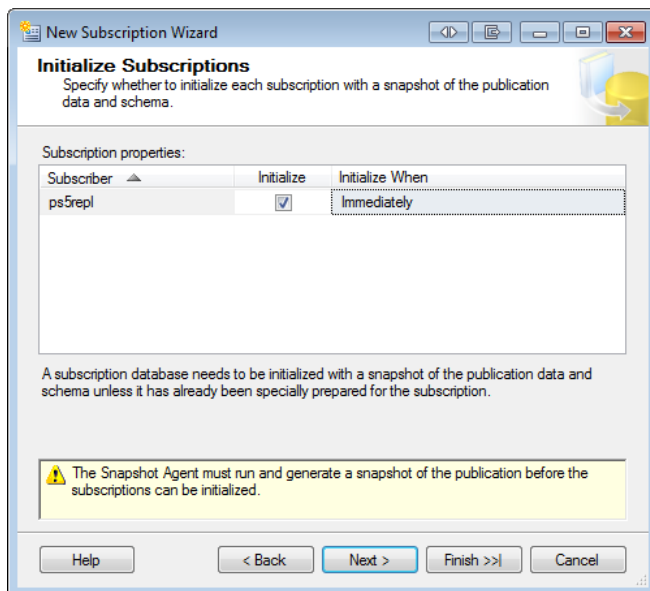 New Subscription Wizard
Initialize Subscriptions
Specify whether to initialize each subscription with a snapshot of the publication
data and schema.
Subscription properties:
Subscriber Initialize Initialize When
ps5repl Immediately
A subscription database needs to be initialized with a snapshot of the publication data and
schema unless it has already been specially prepared for the subscription.
The Snapshot Agent must run and generate a snapshot of the publication before the
subscriptions can be initialized.
Help < Back Next > Finish >>| Cancel